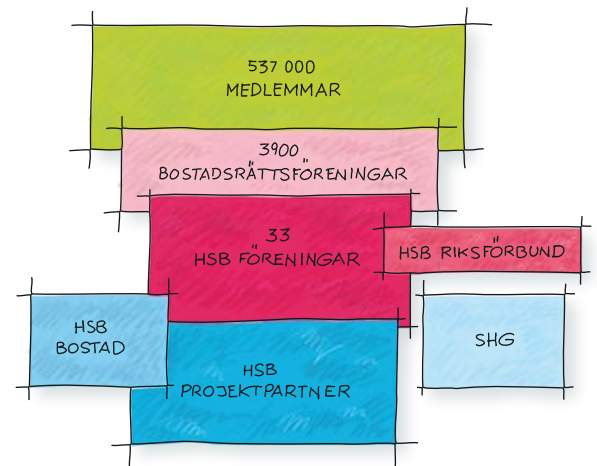 537 000
MEDLEMMAR
3900
BOSTADSRÄTTSFÖRENINGAR
33
HSB FÖRENINGAR
HSB RIKSFÖRBUND
HSB
BOSTAD
SHG
HSB
PROJEKTPARTNER